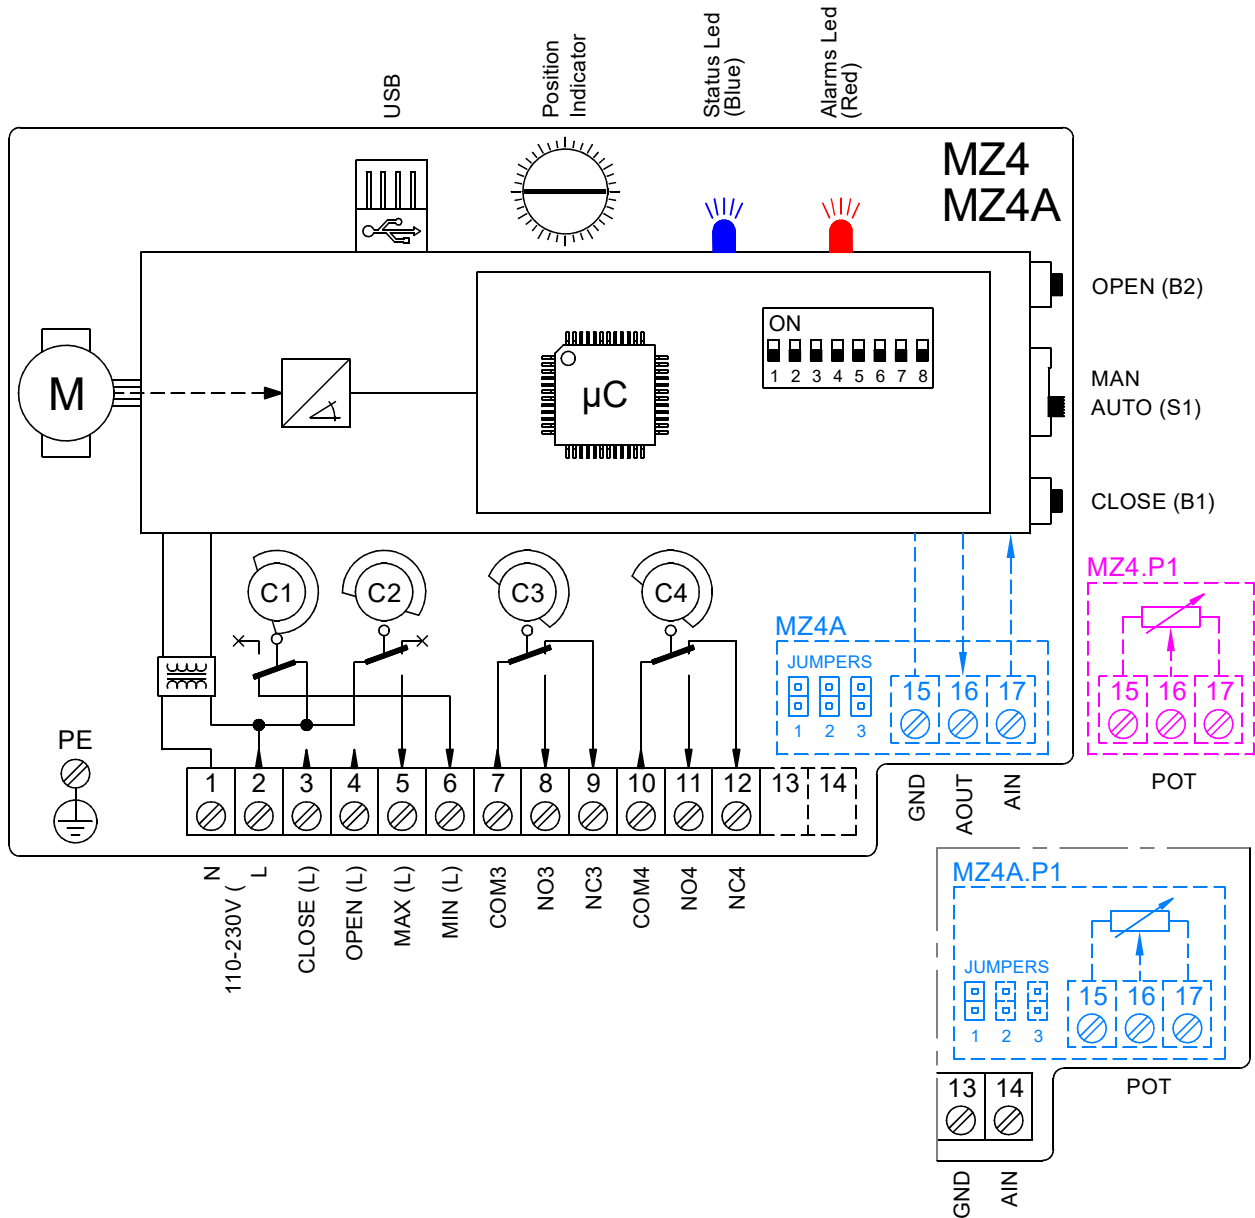 USB
Position
Indicator
Status Led
(Blue)
Alarms Led
(Red)
MZ4
MZ4A
OPEN (B2)
ON
1 2 3 4 5 6 7 8
M
µC
MAN
AUTO (S1)
CLOSE (B1)
C1 C2 C3 C4
MZ4.P1
MZ4A
JUMPERS
1 2 3
15 16 17
15 16 17
PE
1 2 3 4 5 6 7 8 9 10 11 12 13 14
GND
AOUT
AIN
POT
N
110-230V (
L
CLOSE (L)
OPEN (L)
MAX (L)
MIN (L)
COM3
NO3
NC3
COM4
NO4
NC4
MZ4A.P1
JUMPERS
1 2 3
15 16 17
13 14
POT
GND
AIN